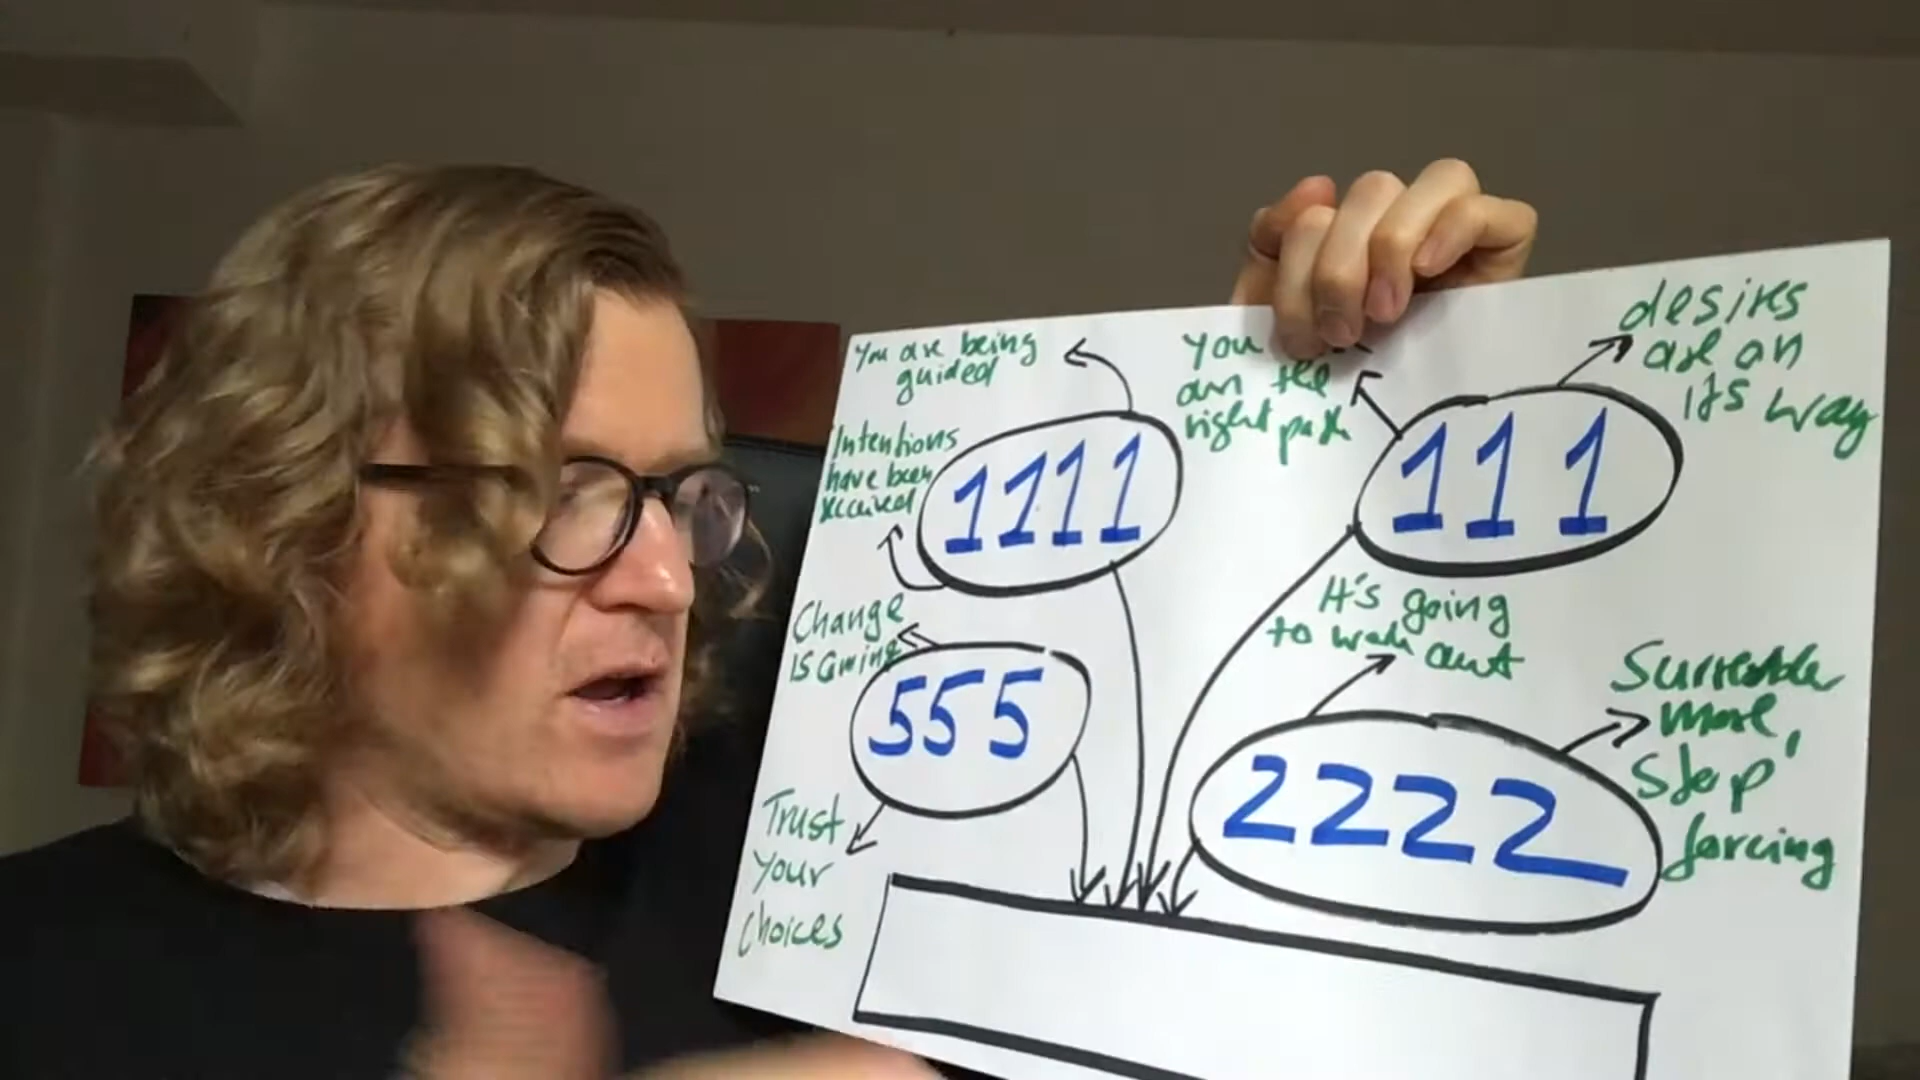 You are being
guided
Intentions
have been
received
1111
You
on the
right path
desires
are on
it's way
111
Change
Is Coming
555
Trust
Your
Choices
It's going
to work out
2222
Surrender
more,
Stop
forcing